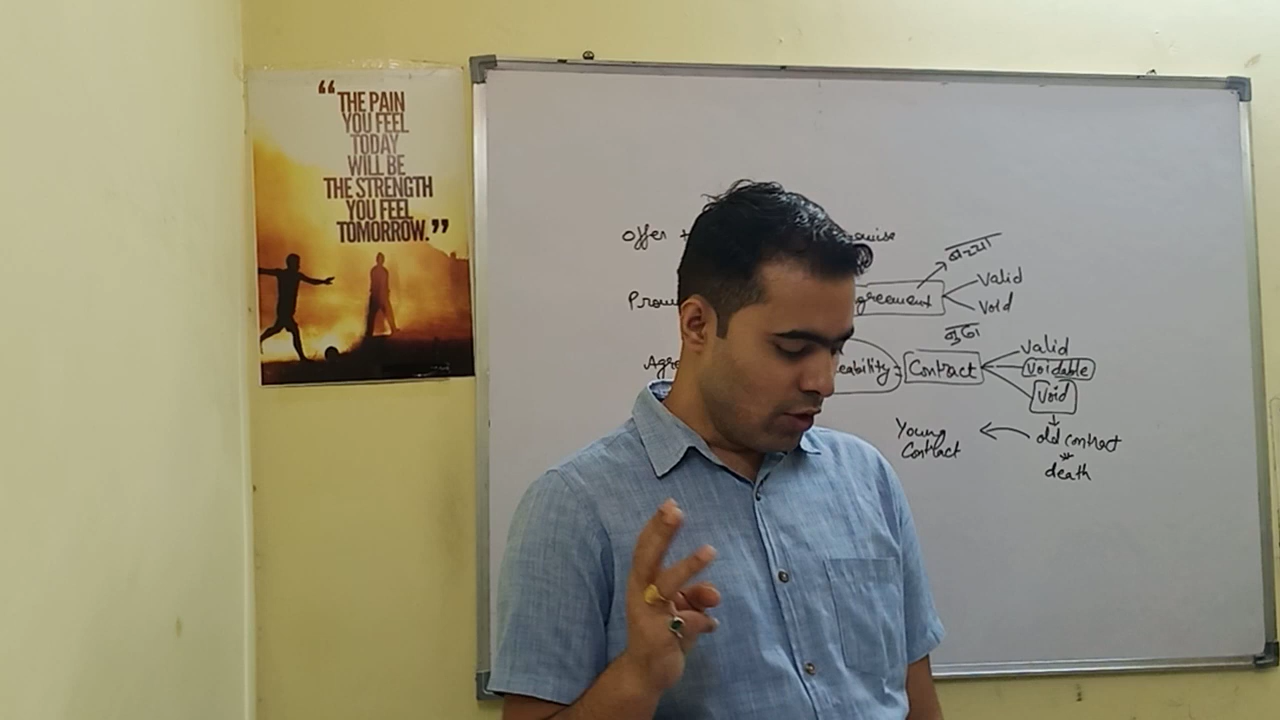 “THE PAIN
YOU FEEL
TODAY
WILL BE
THE STRENGTH
YOU FEEL
TOMORROW.”
Offer +
बच्चा
Valid
greement
Void
बुढा
Valid
eability = Contract
Voidable
Void
Young
Contract
old contract
death